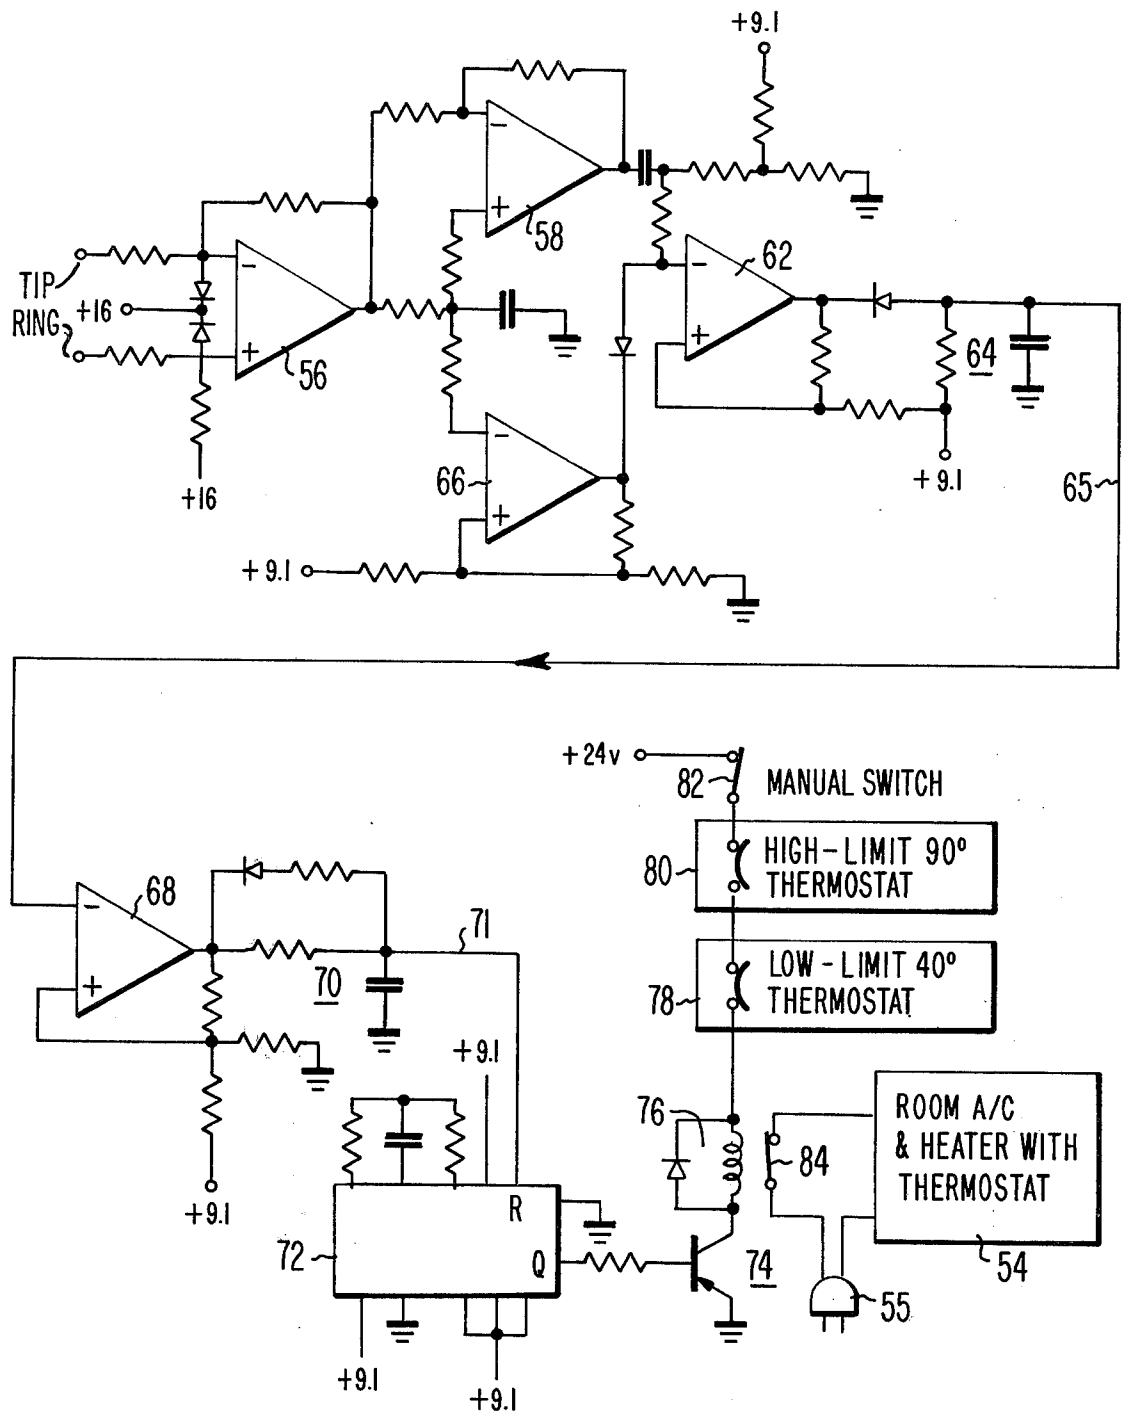 +9.1
−
+
58
TIP
+16
RING
−
+
56
+16
−
+
62
64
+9.1
65
−
+
66
+9.1
+24v
82
MANUAL SWITCH
80
HIGH-LIMIT 90°
THERMOSTAT
78
LOW-LIMIT 40°
THERMOSTAT
−
+
68
70
71
+9.1
+9.1
72
R
Q
+9.1
+9.1
76
74
84
ROOM A/C
& HEATER WITH
THERMOSTAT
54
55